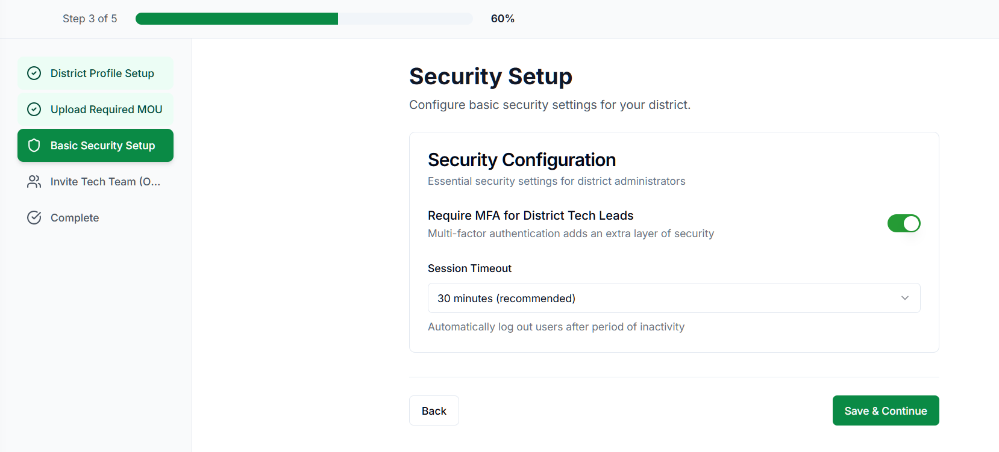 Step 3 of 5
60%
District Profile Setup
Upload Required MOU
Basic Security Setup
Invite Tech Team (O...
Complete
Security Setup
Configure basic security settings for your district.
Security Configuration
Essential security settings for district administrators
Require MFA for District Tech Leads
Multi-factor authentication adds an extra layer of security
Session Timeout
30 minutes (recommended)
Automatically log out users after period of inactivity
Back
Save & Continue